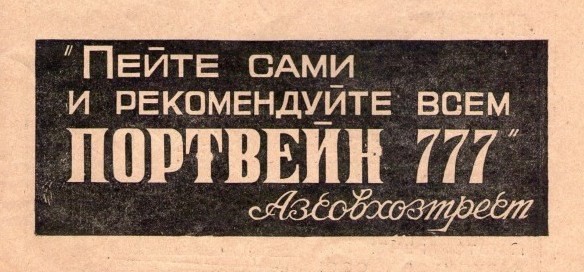 "Пейте сами
и рекомендуйте всем
ПОРТВЕЙН 777"
Азсовхозтрест